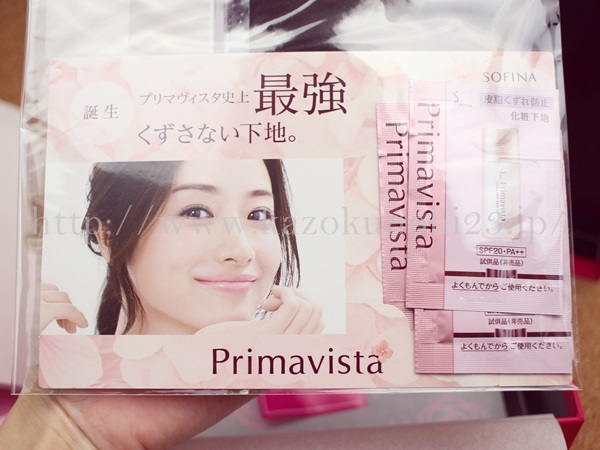 SOFINA
誕生
プリマヴィスタ史上 最強
くずさない下地。
Primavista
Primavista
皮脂くずれ防止
化粧下地
Primavista
SPF20・PA++
試供品(非売品)
よくもんでからご使用ください。
(非売品)
よくもんでからご使用ください。
Primavista